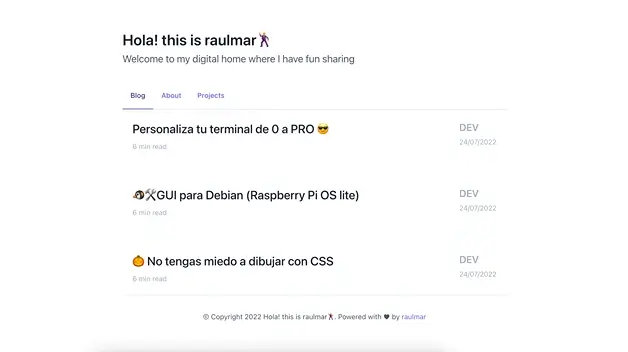 Hola! this is raulmar🕺
Welcome to my digital home where I have fun sharing
Blog About Projects
Personaliza tu terminal de 0 a PRO 😎 DEV
6 min read 24/07/2022
🐧🛠️GUI para Debian (Raspberry Pi OS lite) DEV
6 min read 24/07/2022
🎃 No tengas miedo a dibujar con CSS DEV
6 min read 24/07/2022
© Copyright 2022 Hola! this is raulmar🕺. Powered with ♥ by raulmar